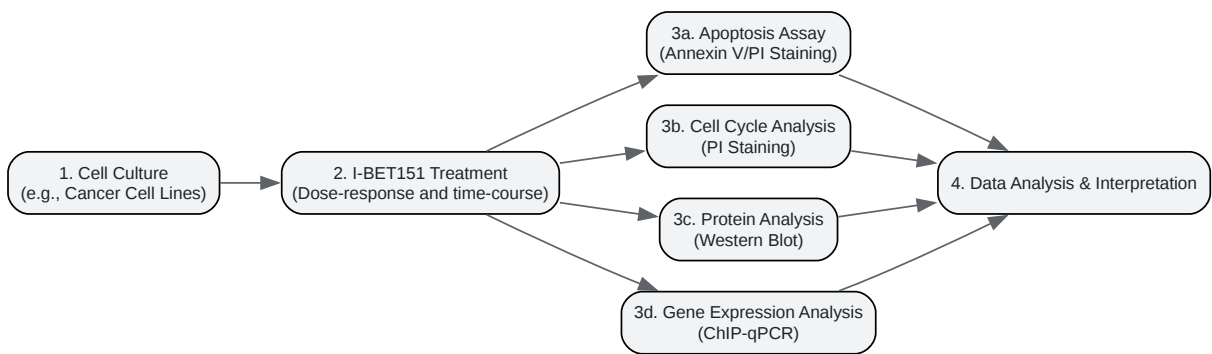 1. Cell Culture
(e.g., Cancer Cell Lines)
2. I-BET151 Treatment
(Dose-response and time-course)
3a. Apoptosis Assay
(Annexin V/PI Staining)
3b. Cell Cycle Analysis
(PI Staining)
3c. Protein Analysis
(Western Blot)
3d. Gene Expression Analysis
(ChIP-qPCR)
4. Data Analysis & Interpretation